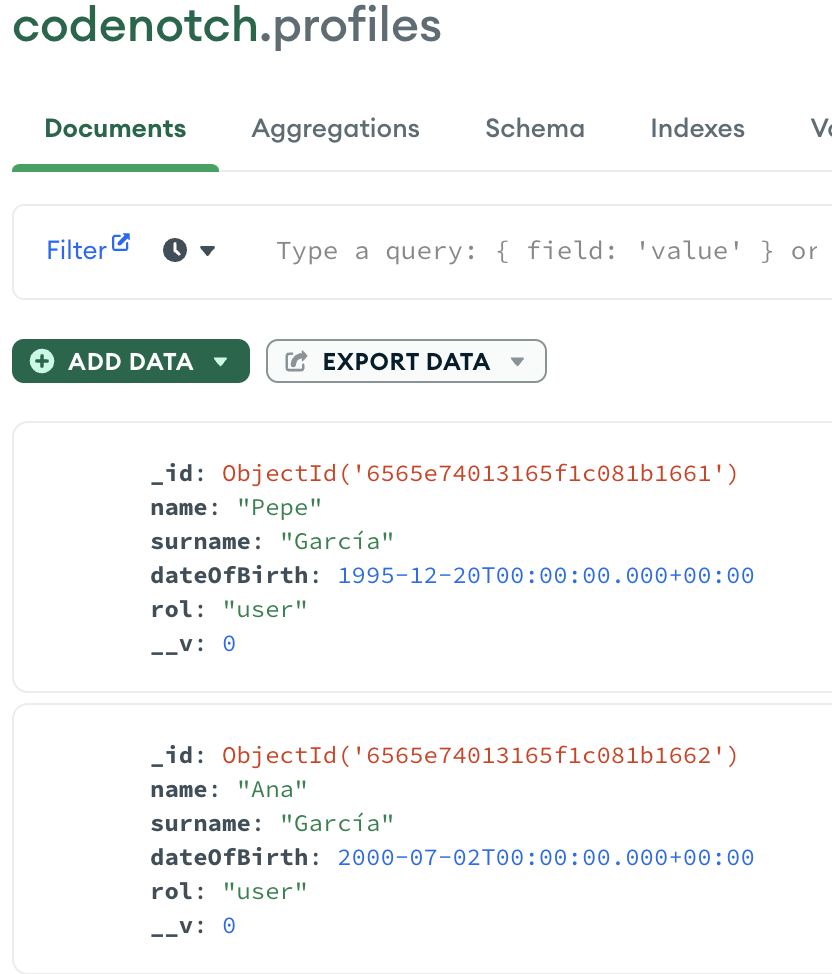 codenotch.profiles
Documents Aggregations Schema Indexes
Filter Type a query: { field: 'value' } or
ADD DATA EXPORT DATA
_id: ObjectId('6565e74013165f1c081b1661')
name: "Pepe"
surname: "García"
dateOfBirth: 1995-12-20T00:00:00.000+00:00
rol: "user"
__v: 0
_id: ObjectId('6565e74013165f1c081b1662')
name: "Ana"
surname: "García"
dateOfBirth: 2000-07-02T00:00:00.000+00:00
rol: "user"
__v: 0